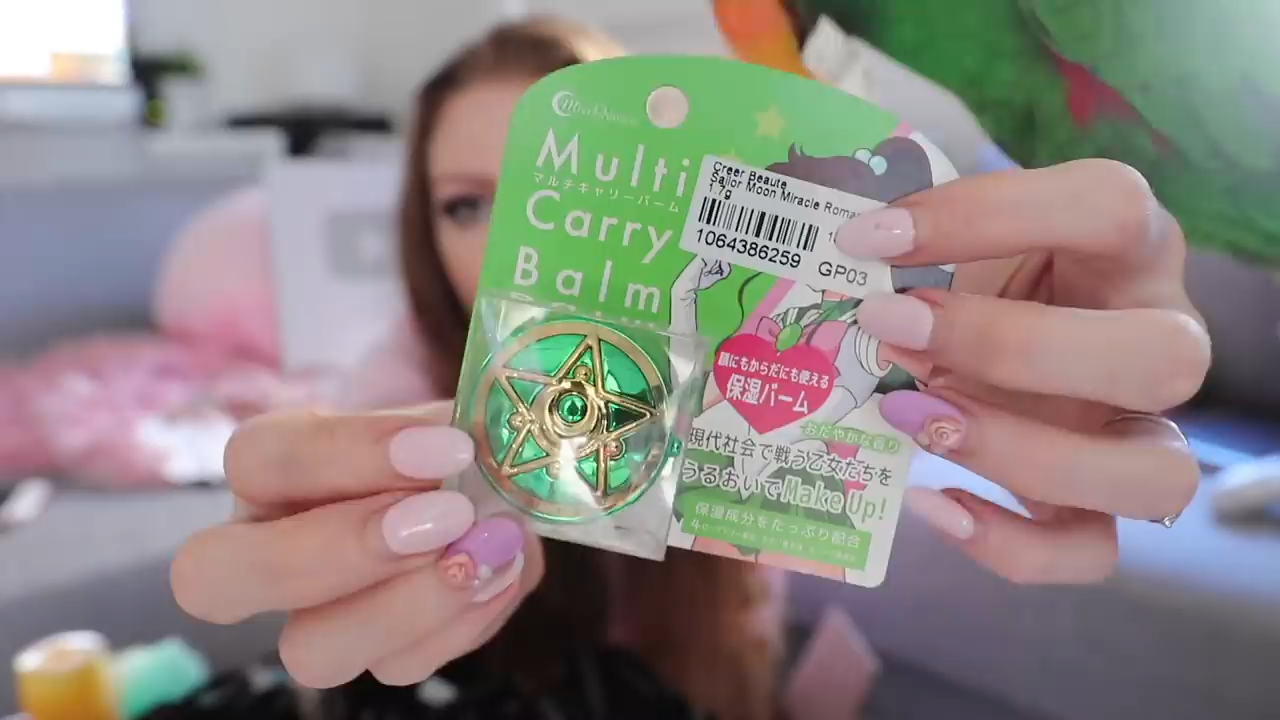 Multi
マルチキャリーバーム
Carry
Balm
Creer Beaute
Sailor Moon Miracle Roma
1.7g
1064386259
GP03
顔にもからだにも使える
保湿バーム
おだやかな香り
現代社会で戦う乙女たちを
うるおいでMake Up!
保湿成分をたっぷり配合